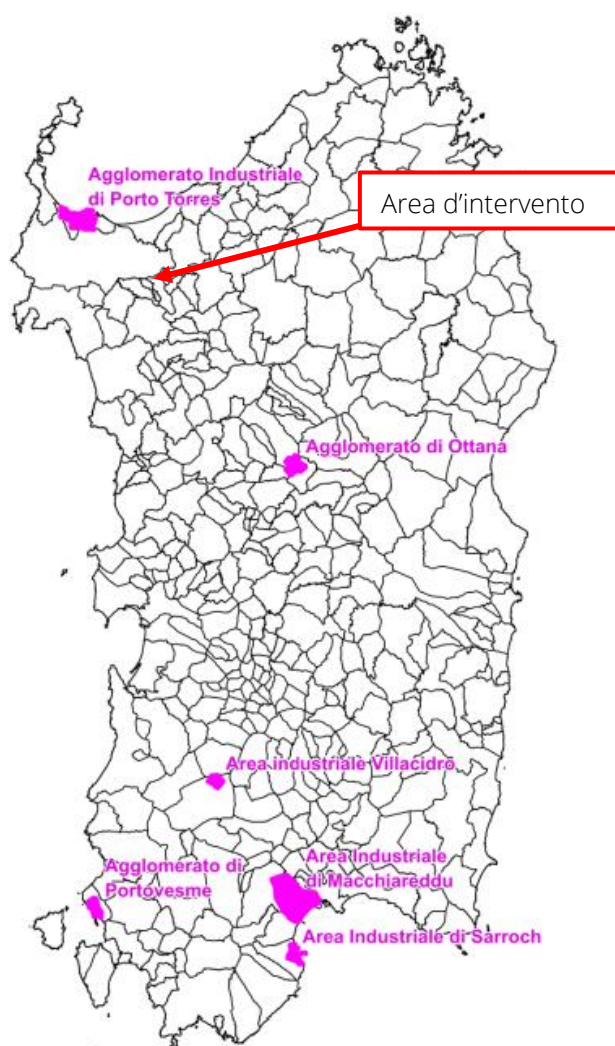 Agglomerato Industriale
di Porto Torres
Area d'intervento
Agglomerato di Ottana
Area industriale Villacidro
Agglomerato di
Portovesme
Area Industriale
di Macchiareddu
Area Industriale di Sarroch